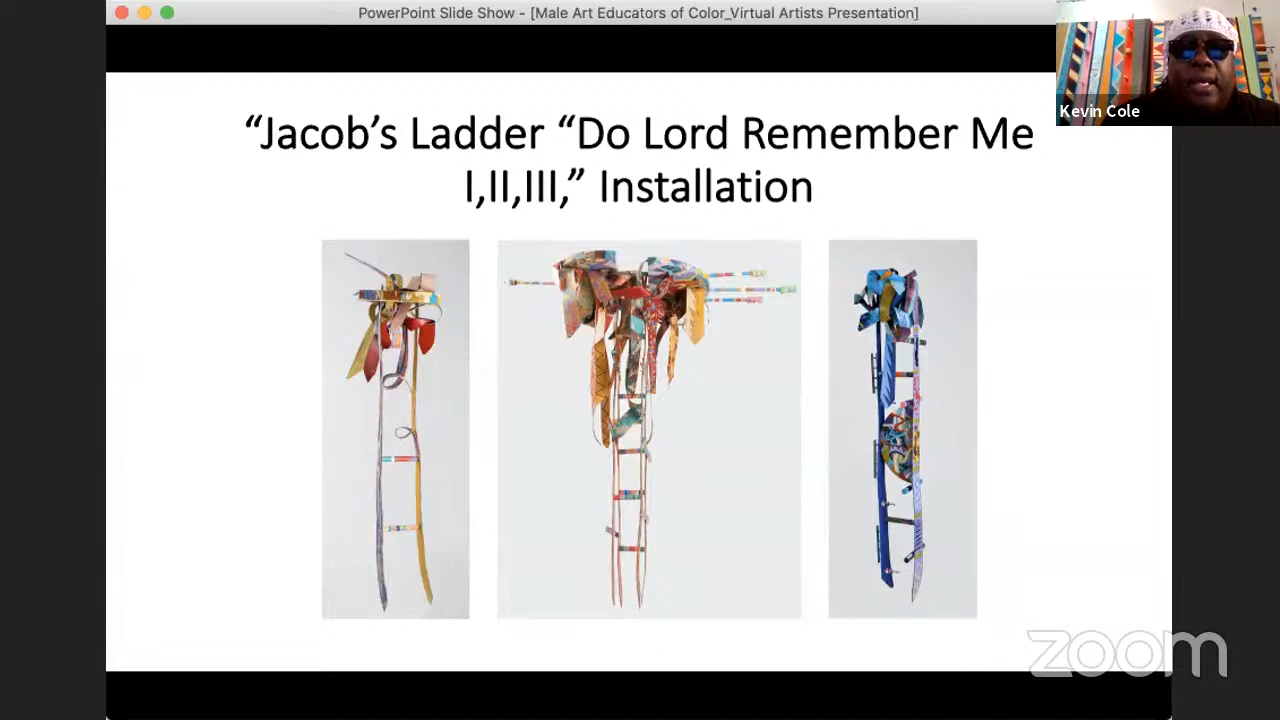 PowerPoint Slide Show - [Male Art Educators of Color_Virtual Artists Presentation]
Kevin Cole
“Jacob’s Ladder “Do Lord Remember Me
I,II,III,” Installation
zoom